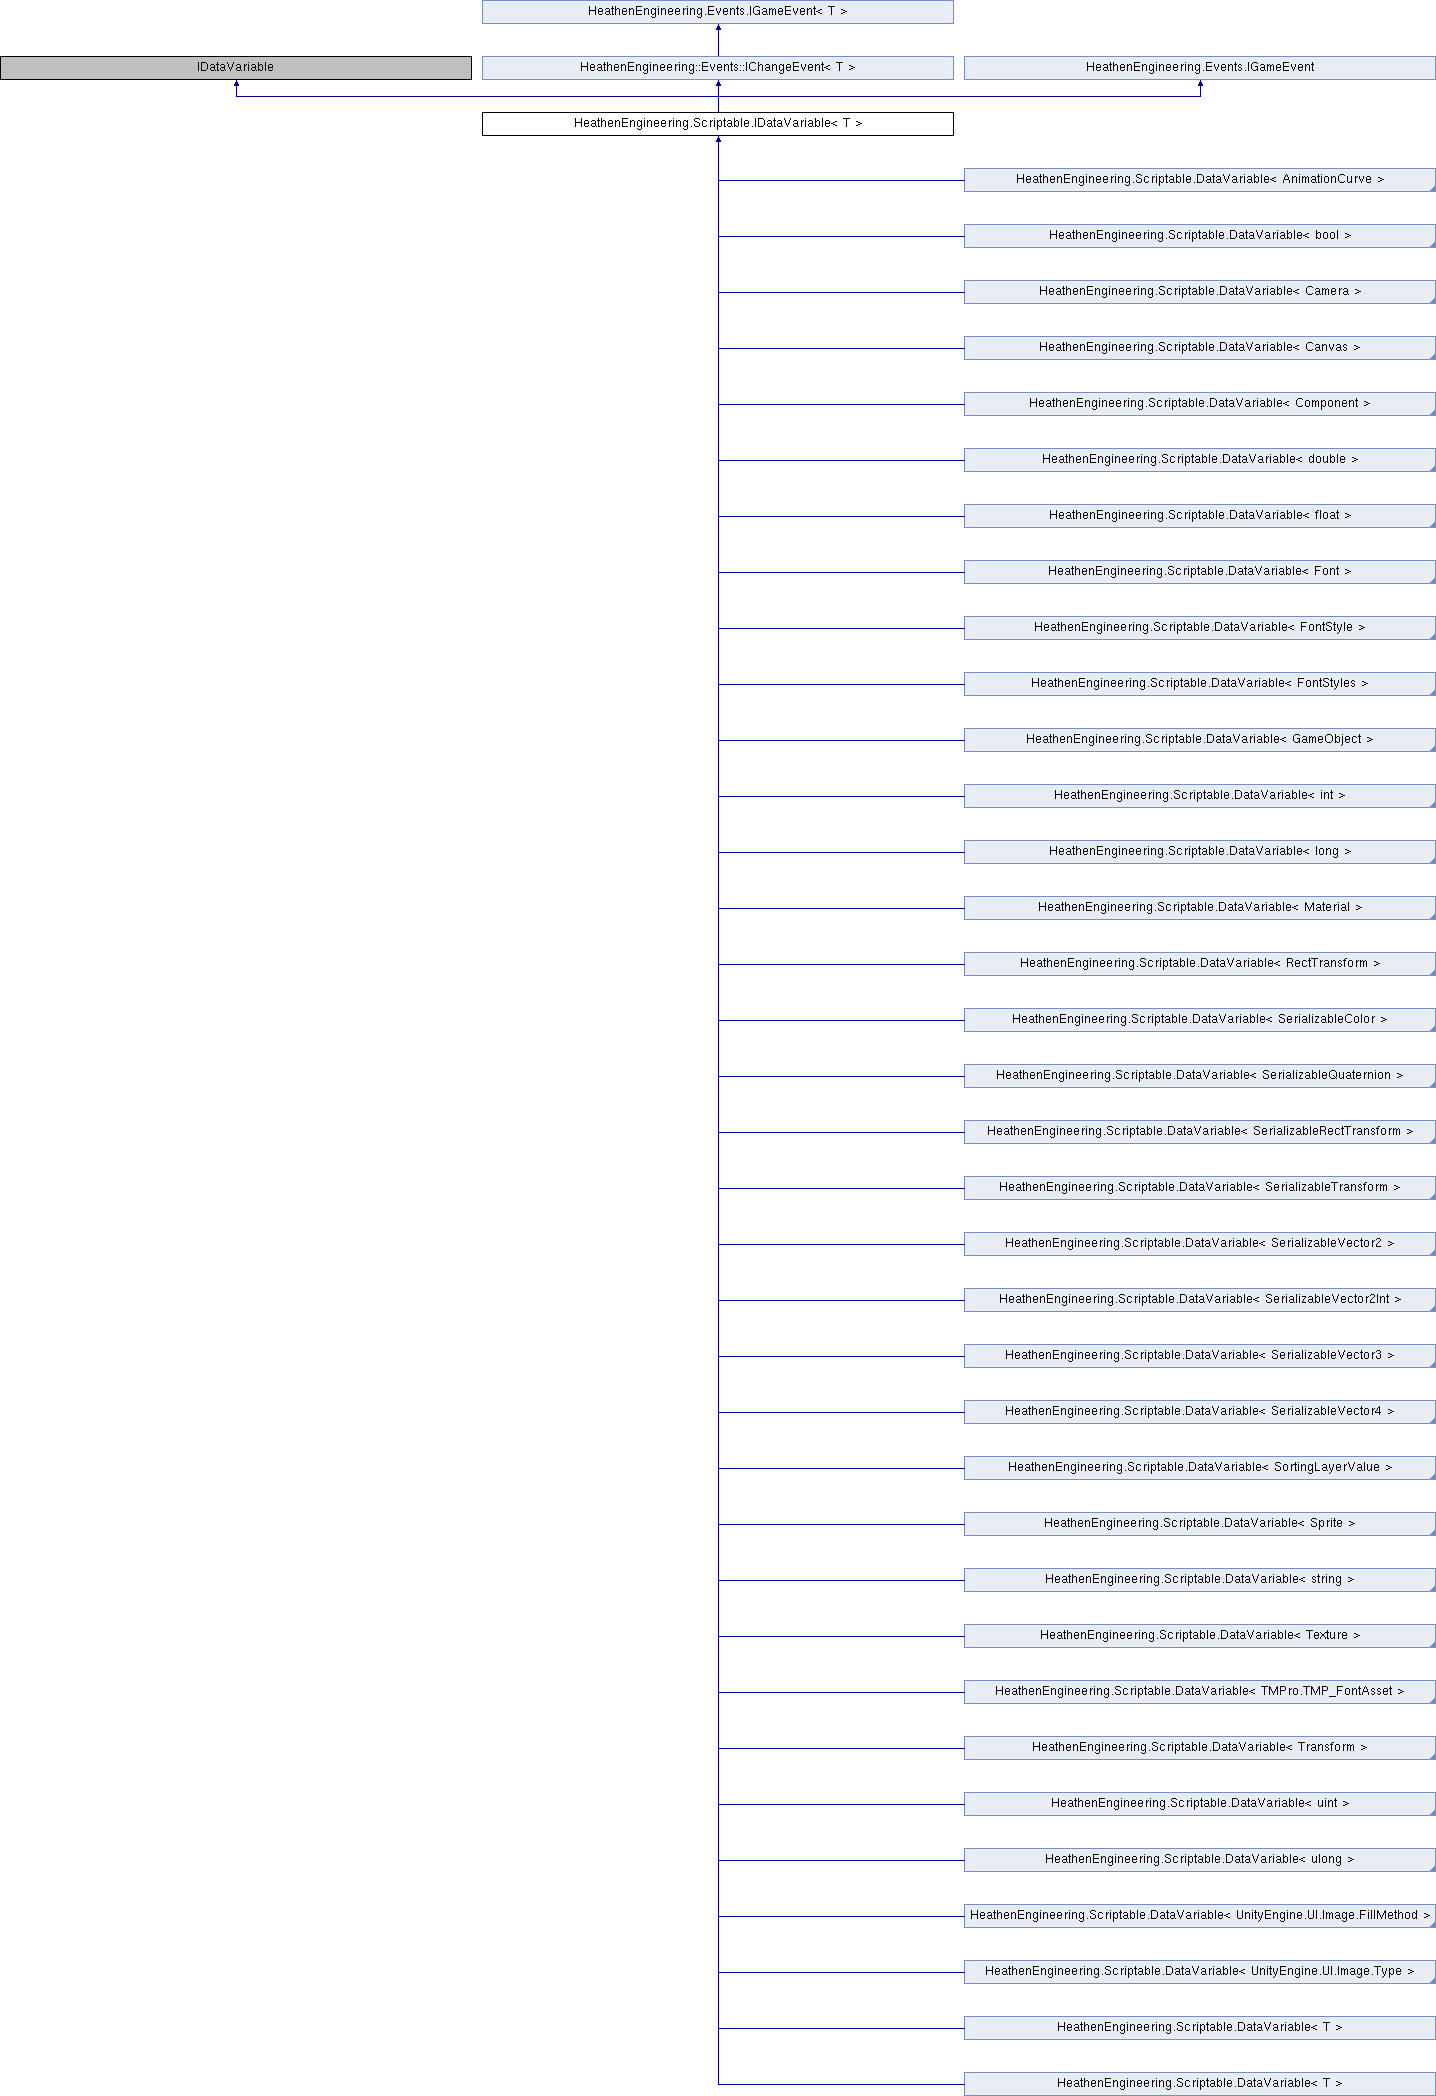 HeathenEngineering.Events.IGameEvent< T >
IDataVariable
HeathenEngineering::Events::IChangeEvent< T >
HeathenEngineering.Events.IGameEvent
HeathenEngineering.Scriptable.IDataVariable< T >
HeathenEngineering.Scriptable.DataVariable< AnimationCurve >
HeathenEngineering.Scriptable.DataVariable< bool >
HeathenEngineering.Scriptable.DataVariable< Camera >
HeathenEngineering.Scriptable.DataVariable< Canvas >
HeathenEngineering.Scriptable.DataVariable< Component >
HeathenEngineering.Scriptable.DataVariable< double >
HeathenEngineering.Scriptable.DataVariable< float >
HeathenEngineering.Scriptable.DataVariable< Font >
HeathenEngineering.Scriptable.DataVariable< FontStyle >
HeathenEngineering.Scriptable.DataVariable< FontStyles >
HeathenEngineering.Scriptable.DataVariable< GameObject >
HeathenEngineering.Scriptable.DataVariable< int >
HeathenEngineering.Scriptable.DataVariable< long >
HeathenEngineering.Scriptable.DataVariable< Material >
HeathenEngineering.Scriptable.DataVariable< RectTransform >
HeathenEngineering.Scriptable.DataVariable< SerializableColor >
HeathenEngineering.Scriptable.DataVariable< SerializableQuaternion >
HeathenEngineering.Scriptable.DataVariable< SerializableRectTransform >
HeathenEngineering.Scriptable.DataVariable< SerializableTransform >
HeathenEngineering.Scriptable.DataVariable< SerializableVector2 >
HeathenEngineering.Scriptable.DataVariable< SerializableVector2Int >
HeathenEngineering.Scriptable.DataVariable< SerializableVector3 >
HeathenEngineering.Scriptable.DataVariable< SerializableVector4 >
HeathenEngineering.Scriptable.DataVariable< SortingLayerValue >
HeathenEngineering.Scriptable.DataVariable< Sprite >
HeathenEngineering.Scriptable.DataVariable< string >
HeathenEngineering.Scriptable.DataVariable< Texture >
HeathenEngineering.Scriptable.DataVariable< TMPro.TMP_FontAsset >
HeathenEngineering.Scriptable.DataVariable< Transform >
HeathenEngineering.Scriptable.DataVariable< uint >
HeathenEngineering.Scriptable.DataVariable< ulong >
HeathenEngineering.Scriptable.DataVariable< UnityEngine.UI.Image.FillMethod >
HeathenEngineering.Scriptable.DataVariable< UnityEngine.UI.Image.Type >
HeathenEngineering.Scriptable.DataVariable< T >
HeathenEngineering.Scriptable.DataVariable< T >